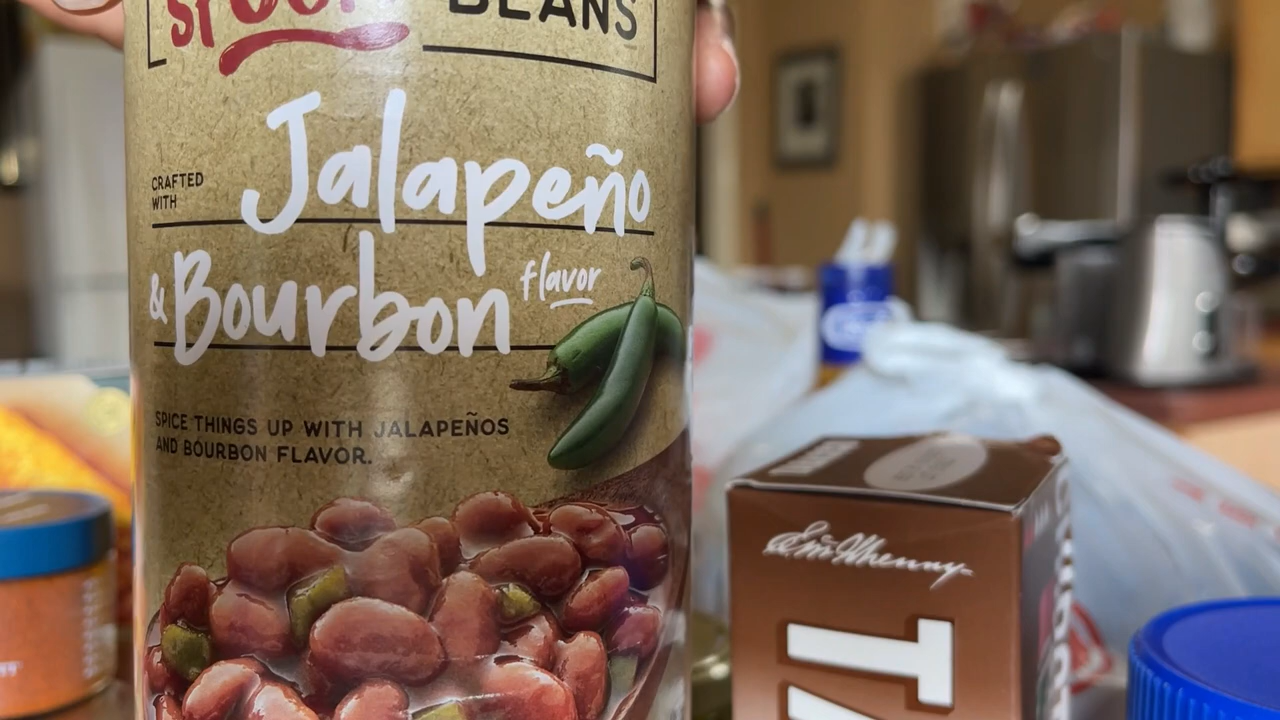 BEANS
CRAFTED
WITH
Jalapeño
& Bourbon flavor
SPICE THINGS UP WITH JALAPEÑOS
AND BOURBON FLAVOR.